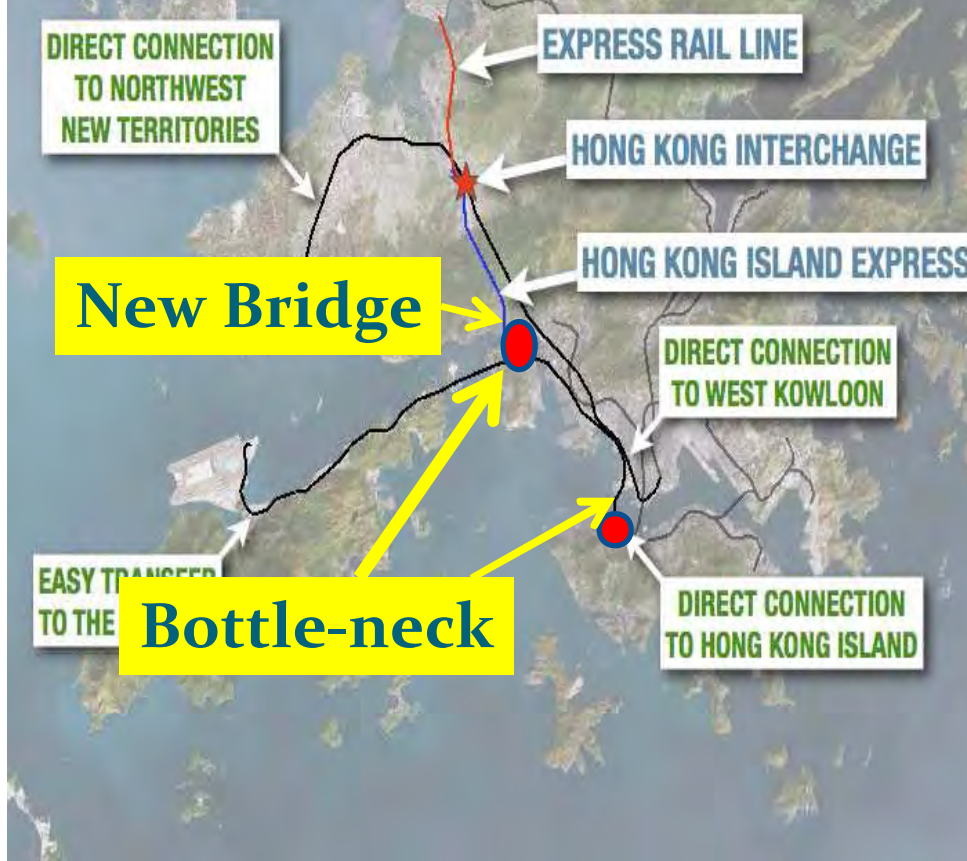 DIRECT CONNECTION
TO NORTHWEST
NEW TERRITORIES
EXPRESS RAIL LINE
HONG KONG INTERCHANGE
HONG KONG ISLAND EXPRESS
New Bridge
DIRECT CONNECTION
TO WEST KOWLOON
EASY TRANSFER
TO THE
Bottle-neck
DIRECT CONNECTION
TO HONG KONG ISLAND